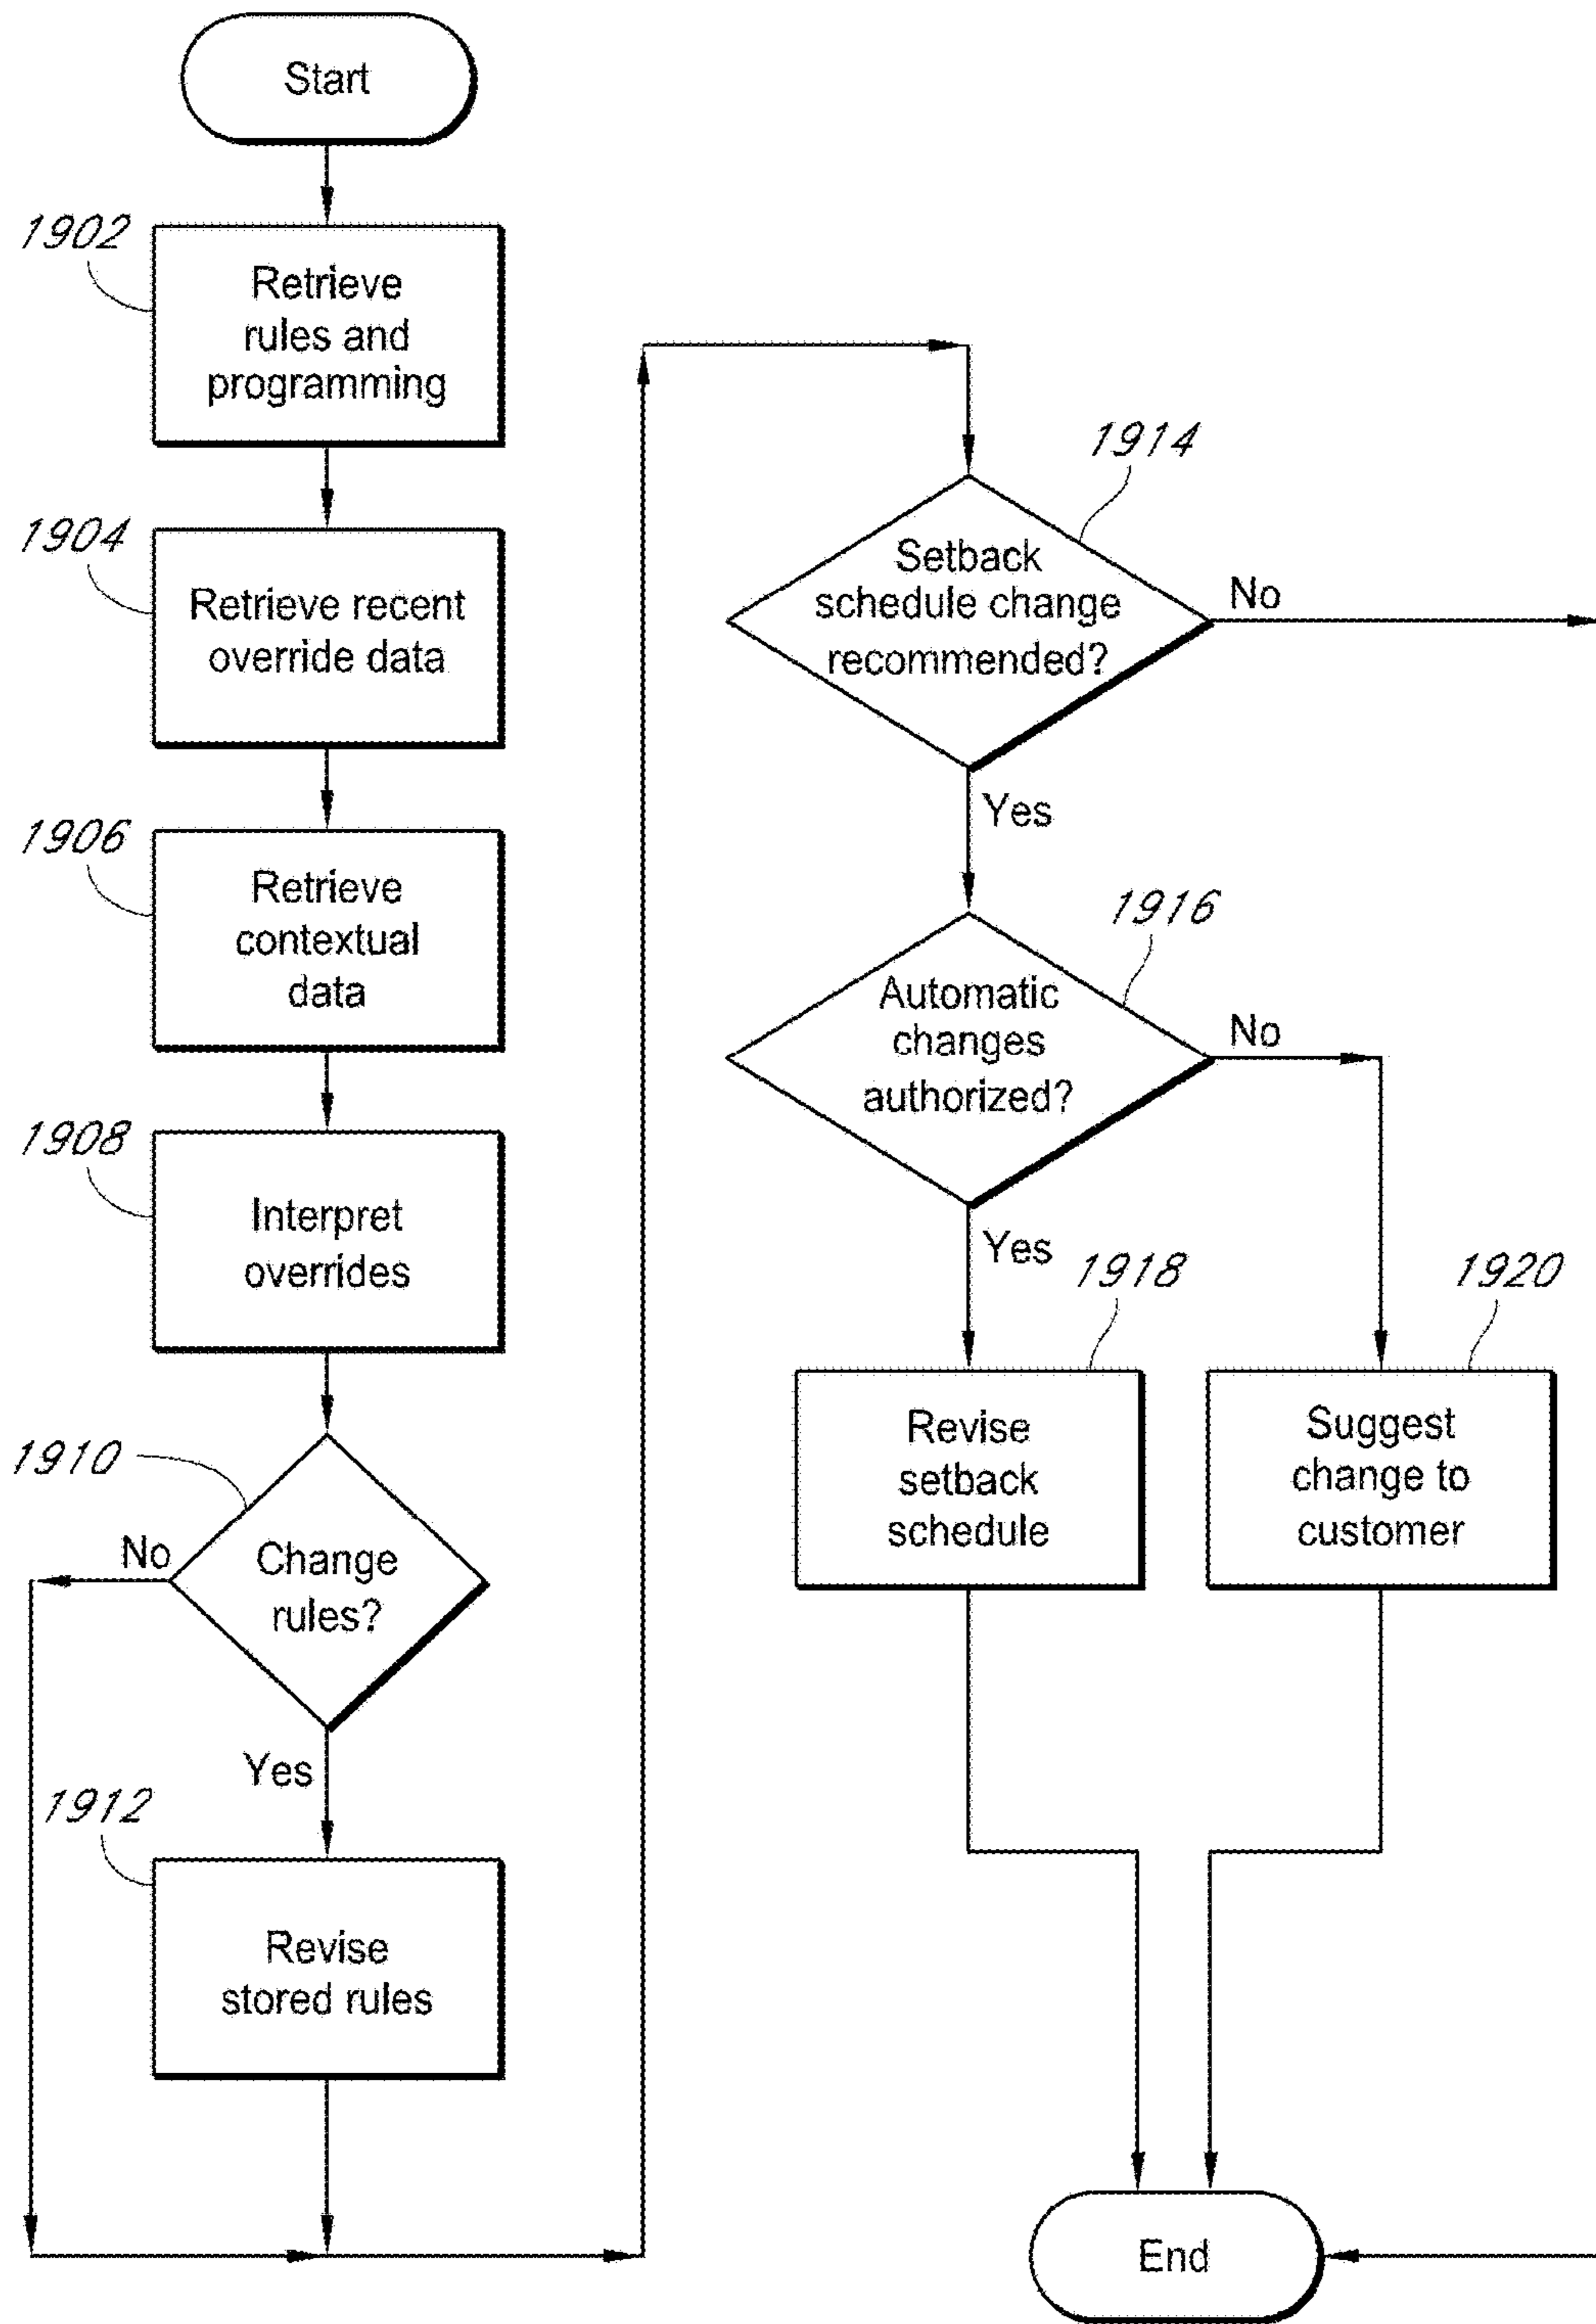 Start
1902
Retrieve
rules and
programming
1904
Retrieve recent
override data
1906
Retrieve
contextual
data
1908
Interpret
overrides
1910
No
Change
rules?
Yes
1912
Revise
stored rules
1914
Setback
schedule change
recommended?
No
Yes
1916
Automatic
changes
authorized?
No
Yes
1918
Revise
setback
schedule
1920
Suggest
change to
customer
End